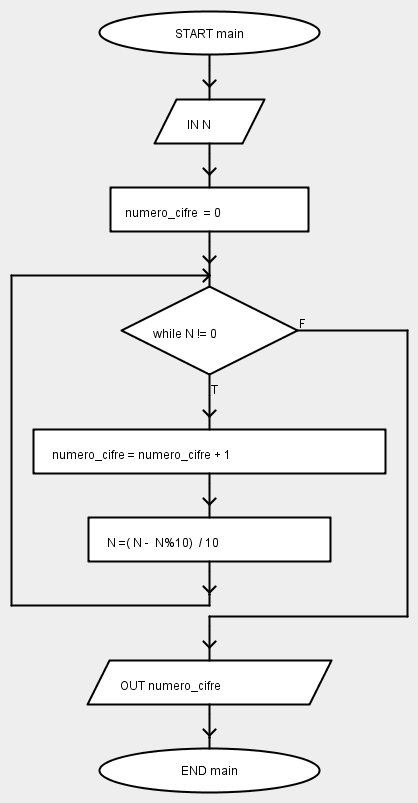 START main
IN N
numero_cifre = 0
while N != 0
F
T
numero_cifre = numero_cifre + 1
N =( N - N%10) / 10
OUT numero_cifre
END main